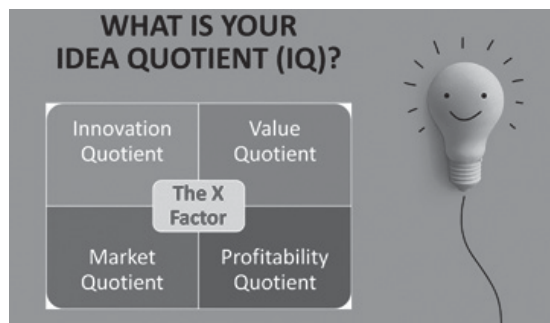 WHAT IS YOUR
IDEA QUOTIENT (IQ)?
Innovation
Quotient
Value
Quotient
The X
Factor
Market
Quotient
Profitability
Quotient